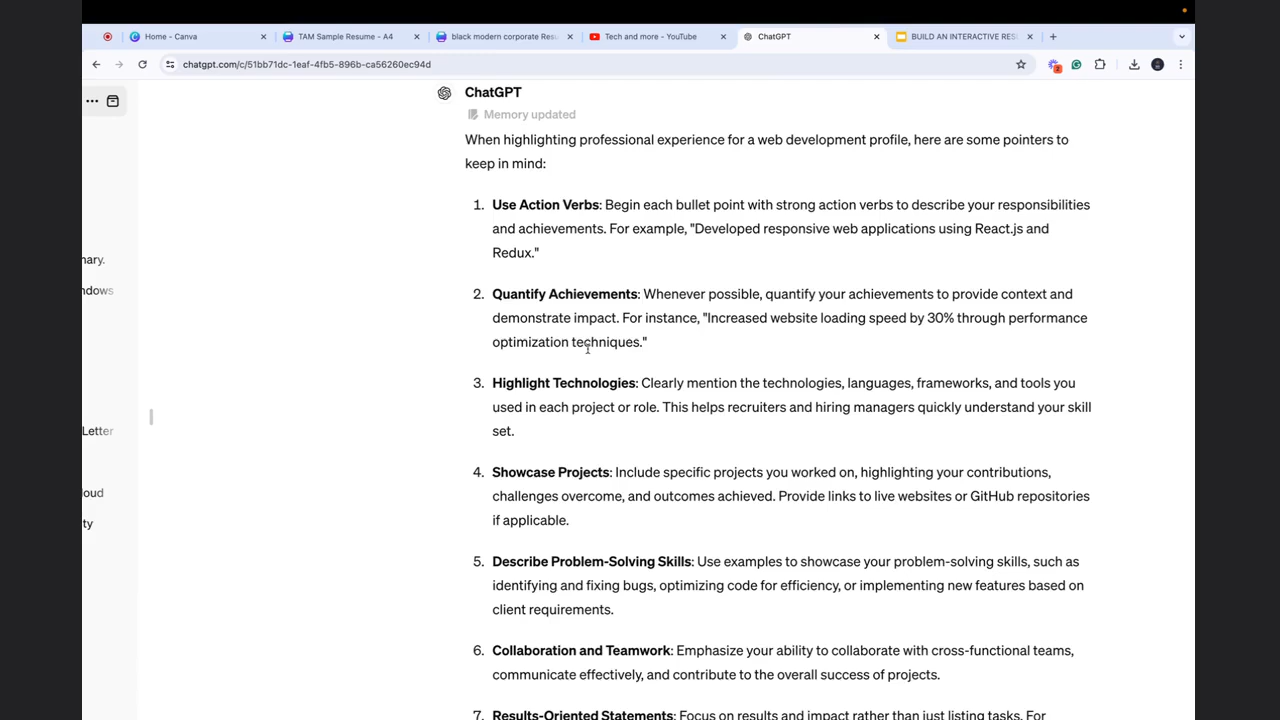 Home - Canva
TAM Sample Resume - A4
black modern corporate Resu
Tech and more - YouTube
ChatGPT
BUILD AN INTERACTIVE RES
chatgpt.com/c/51bb71dc-1eaf-4fb5-896b-ca56260ec94d
ChatGPT
Memory updated
When highlighting professional experience for a web development profile, here are some pointers to
keep in mind:
1. Use Action Verbs: Begin each bullet point with strong action verbs to describe your responsibilities
and achievements. For example, "Developed responsive web applications using React.js and
Redux."
2. Quantify Achievements: Whenever possible, quantify your achievements to provide context and
demonstrate impact. For instance, "Increased website loading speed by 30% through performance
optimization techniques."
3. Highlight Technologies: Clearly mention the technologies, languages, frameworks, and tools you
used in each project or role. This helps recruiters and hiring managers quickly understand your skill
set.
4. Showcase Projects: Include specific projects you worked on, highlighting your contributions,
challenges overcome, and outcomes achieved. Provide links to live websites or GitHub repositories
if applicable.
5. Describe Problem-Solving Skills: Use examples to showcase your problem-solving skills, such as
identifying and fixing bugs, optimizing code for efficiency, or implementing new features based on
client requirements.
6. Collaboration and Teamwork: Emphasize your ability to collaborate with cross-functional teams,
communicate effectively, and contribute to the overall success of projects.
7. Results-Oriented Statements: Focus on results and impact rather than just listing tasks. For
nary.
ndows
Letter
loud
ty